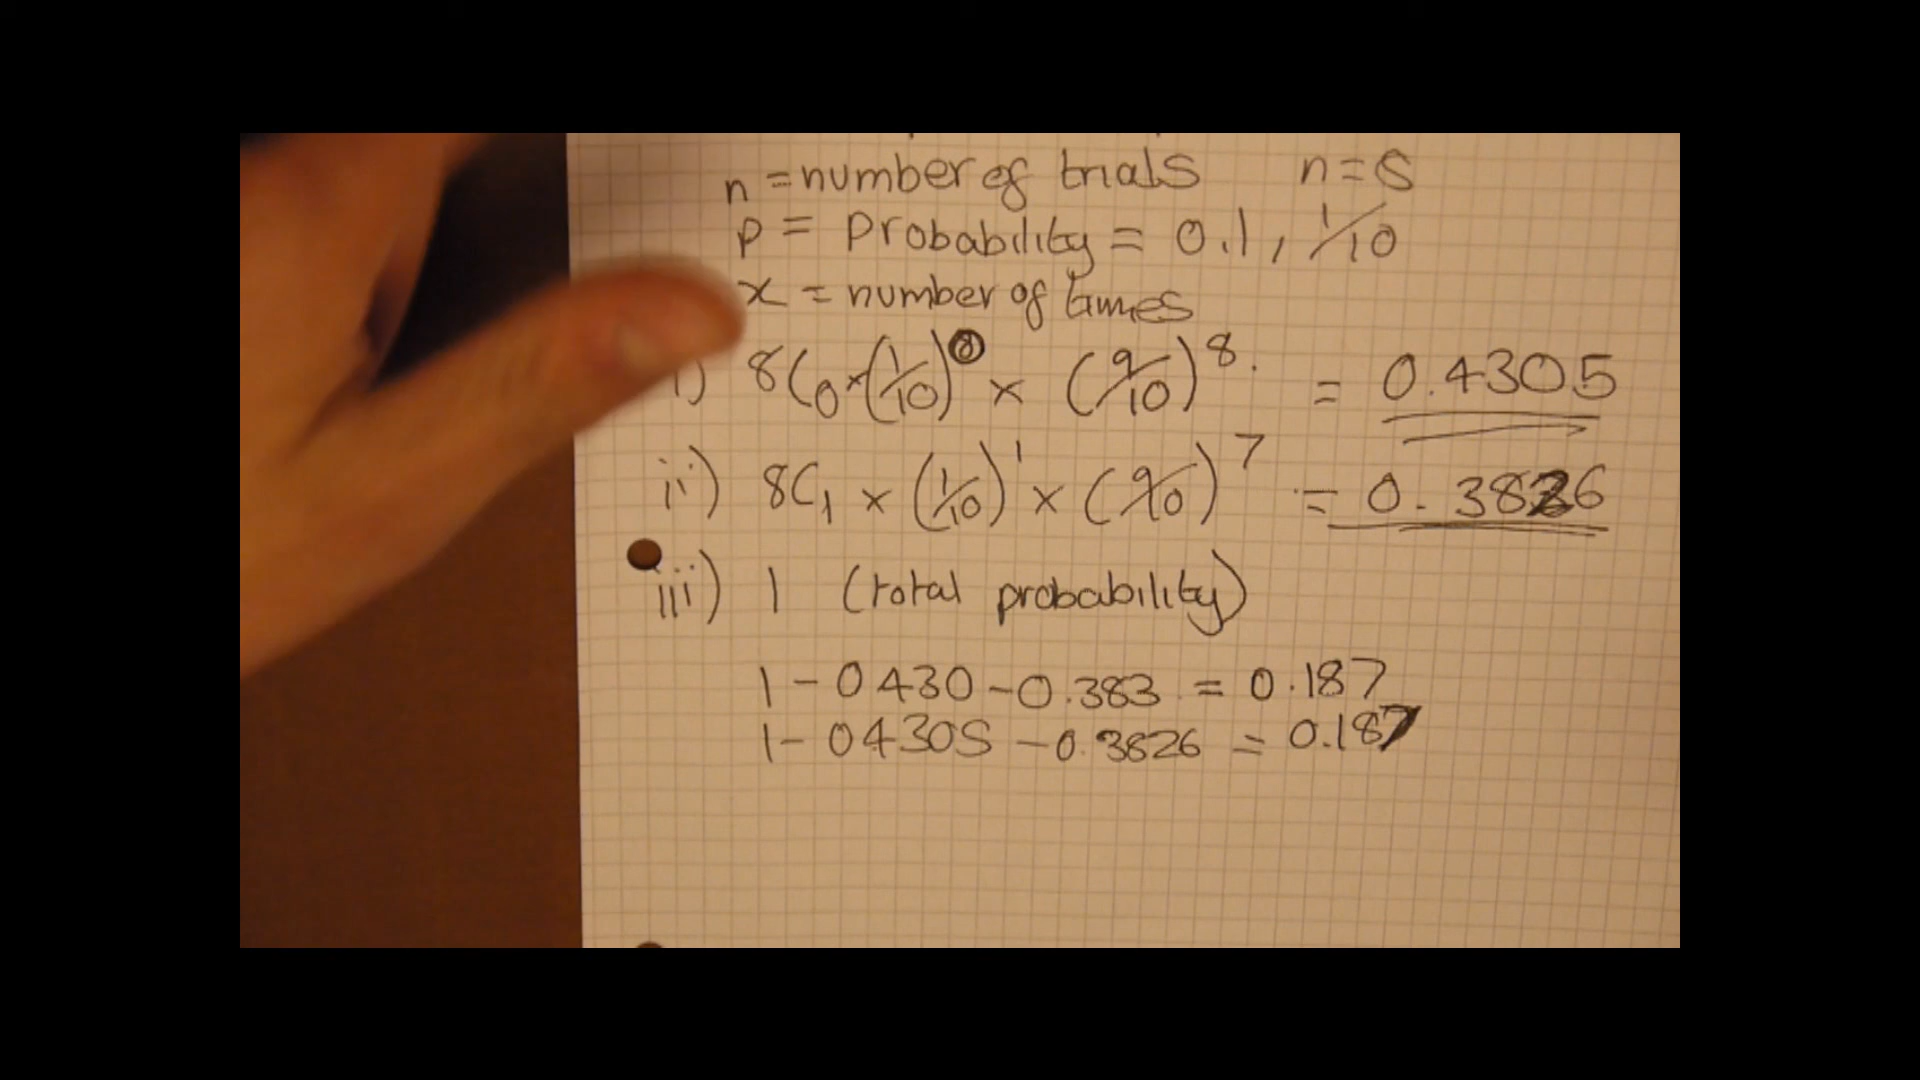 n = number of trials n = 8
p = Probability = 0.1, 1/10
x = number of times
i) 8C0 × (1/10)^0 × (9/10)^8 = 0.4305
ii) 8C1 × (1/10)^1 × (9/10)^7 = 0.3826
iii) 1 (total probability)
1 - 0430 - 0.383 = 0.187
1 - 04305 - 0.3826 = 0.187